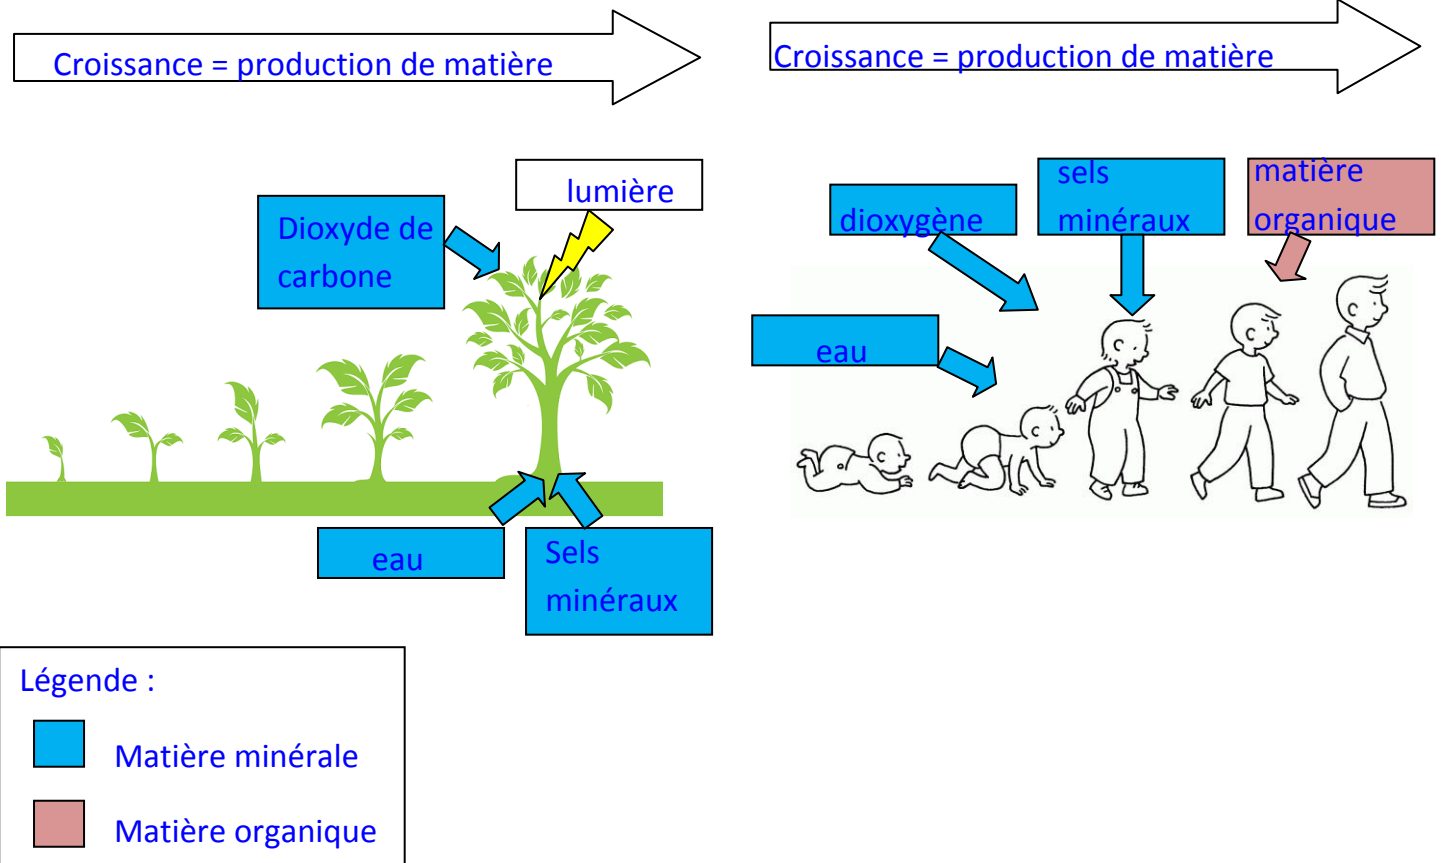 Croissance = production de matière
Croissance = production de matière
lumière
Dioxyde de
carbone
eau
Sels
minéraux
dioxygène
sels
minéraux
matière
organique
eau
Légende :
Matière minérale
Matière organique